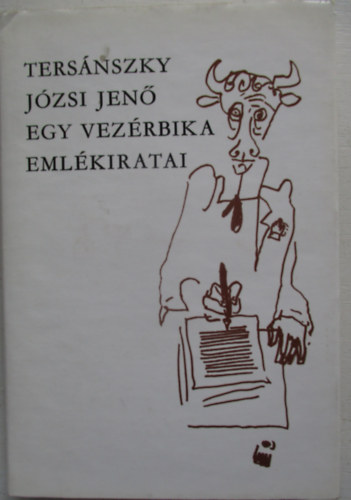 TERSÁNSZKY
JÓZSI JENŐ
EGY VEZÉRBIKA
EMLÉKIRATAI